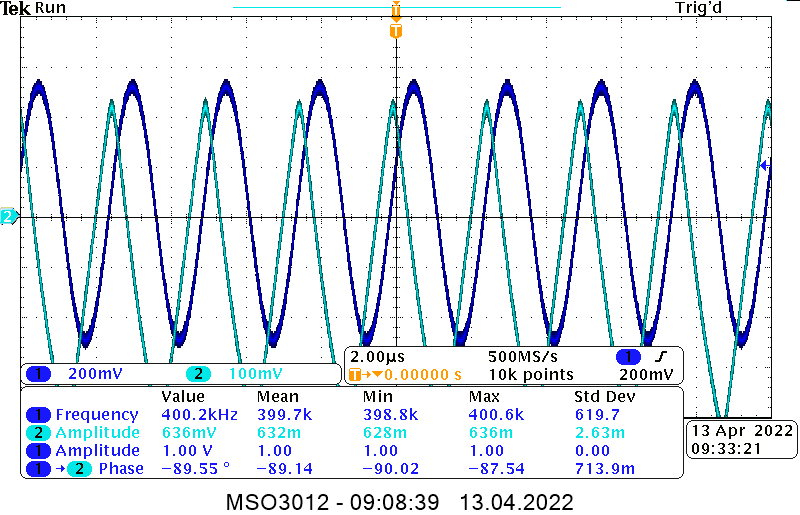 Tek Run Trig'd
T
T
2
1 200mV 2 100mV
2.00µs 500MS/s 1
T 0.00000 s 10k points 200mV
Value Mean Min Max Std Dev
1 Frequency 400.2kHz 399.7k 398.8k 400.6k 619.7
2 Amplitude 636mV 632m 628m 636m 2.63m
1 Amplitude 1.00 V 1.00 1.00 1.00 0.00
1 → 2 Phase −89.55 ° −89.14 −90.02 −87.54 713.9m
13 Apr 2022
09:33:21
MSO3012 - 09:08:39 13.04.2022